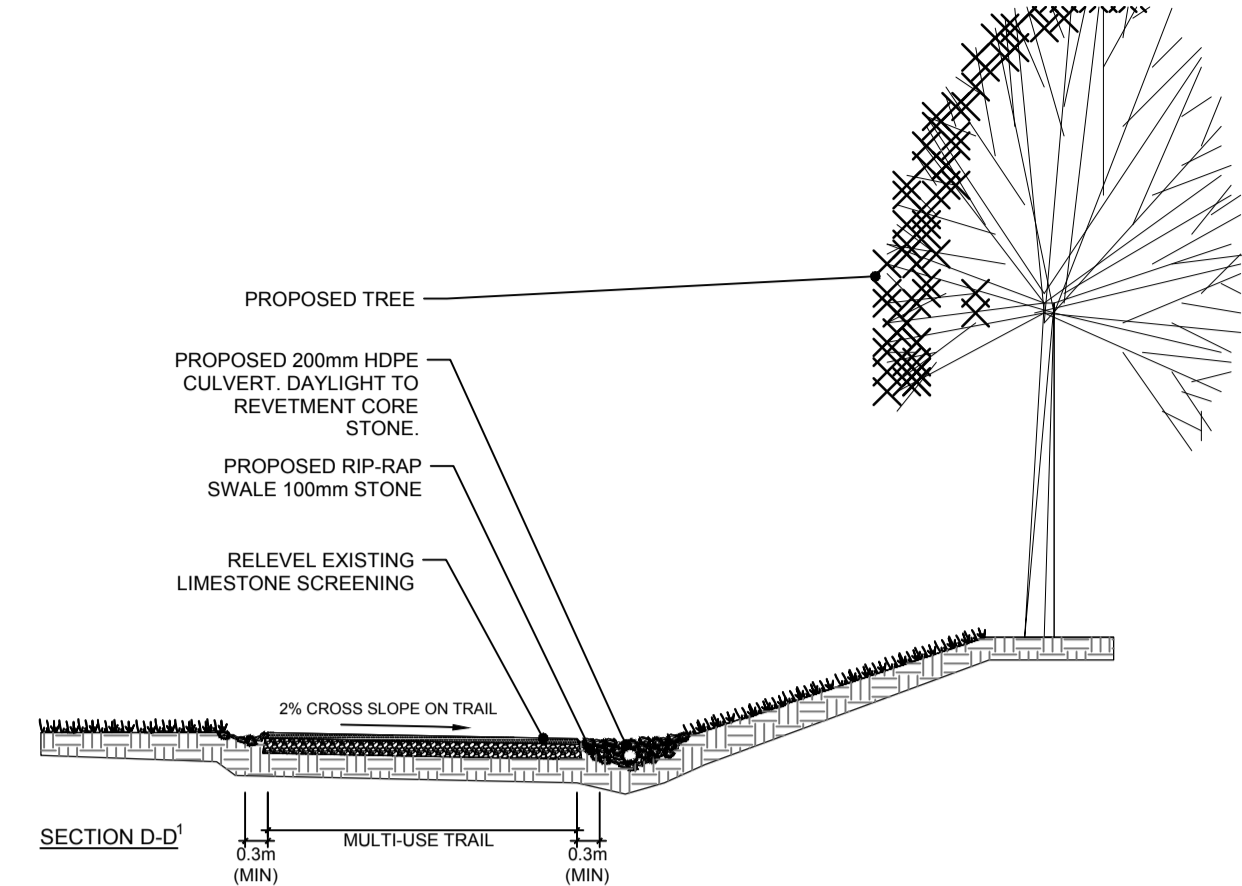 PROPOSED TREE
PROPOSED 200mm HDPE
CULVERT. DAYLIGHT TO
REVETMENT CORE
STONE.
PROPOSED RIP-RAP
SWALE 100mm STONE
RELEVEL EXISTING
LIMESTONE SCREENING
2% CROSS SLOPE ON TRAIL
SECTION D-D¹
MULTI-USE TRAIL
0.3m
(MIN)
0.3m
(MIN)